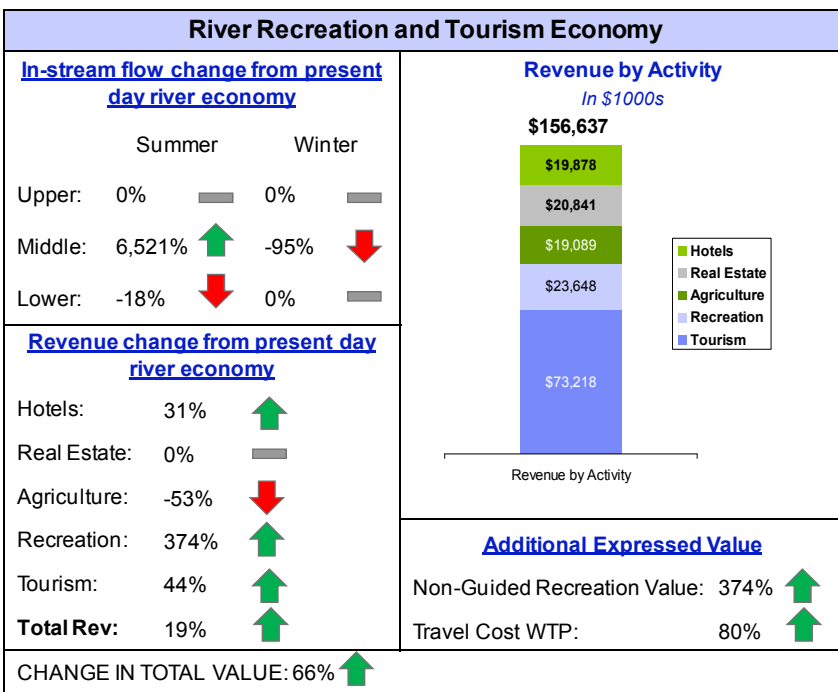 River Recreation and Tourism Economy
In-stream flow change from present
day river economy
Summer Winter
Upper: 0% 0%
Middle: 6,521% -95%
Lower: -18% 0%
Revenue change from present day
river economy
Hotels: 31%
Real Estate: 0%
Agriculture: -53%
Recreation: 374%
Tourism: 44%
Total Rev: 19%
Revenue by Activity
In $1000s
$156,637
$19,878
$20,841
$19,089
$23,648
$73,218
Hotels
Real Estate
Agriculture
Recreation
Tourism
Revenue by Activity
Additional Expressed Value
Non-Guided Recreation Value: 374%
Travel Cost WTP: 80%
CHANGE IN TOTAL VALUE: 66%